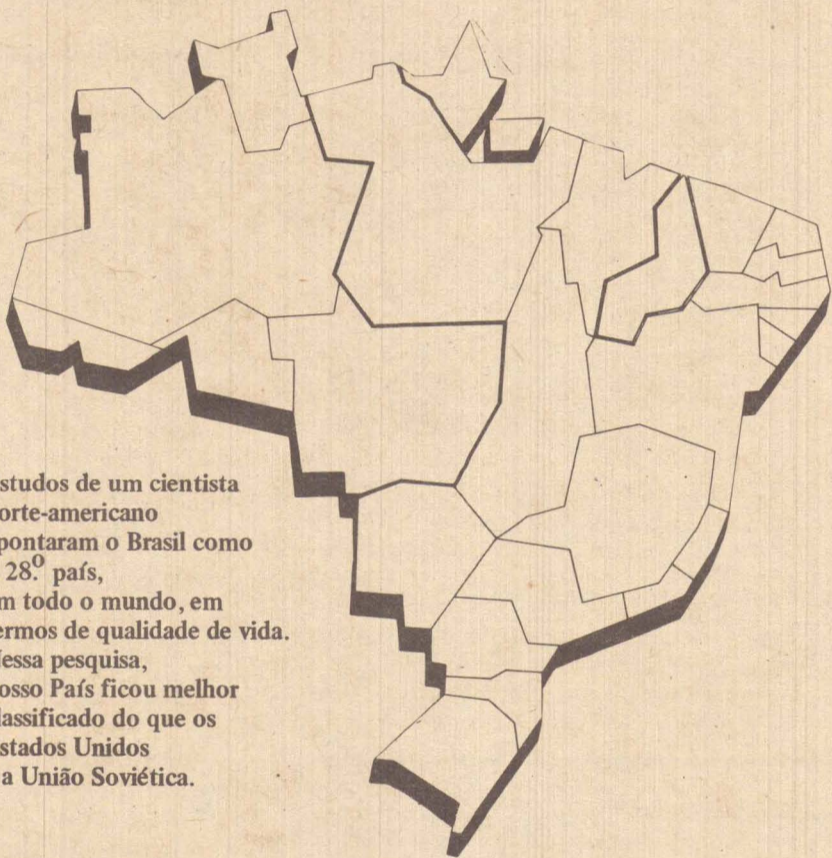 studos de um cientista
orte-americano
pontaram o Brasil como
28.º país,
m todo o mundo, em
ermos de qualidade de vida.
essa pesquisa,
osso País ficou melhor
lassificado do que os
stados Unidos
a União Soviética.